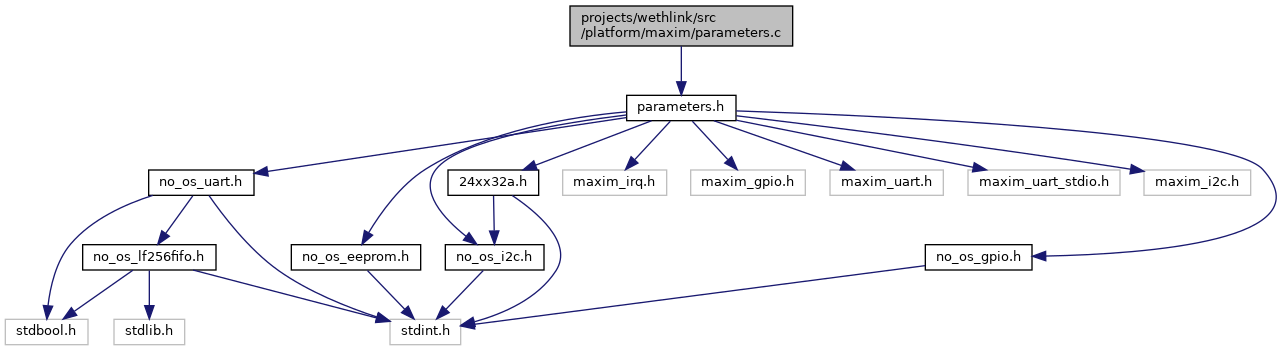 projects/wethlink/src
/platform/maxim/parameters.c
parameters.h
no_os_uart.h
24xx32a.h
maxim_irq.h
maxim_gpio.h
maxim_uart.h
maxim_uart_stdio.h
maxim_i2c.h
no_os_lf256fifo.h
no_os_eeprom.h
no_os_i2c.h
no_os_gpio.h
stdbool.h
stdlib.h
stdint.h